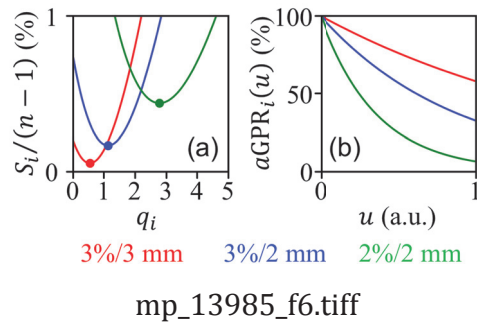 S_i/(n − 1) (%)
1
0
(a)
0 1 2 3 4 5
q_i
aGPR_i(u) (%)
100
50
0
(b)
0 1
u (a.u.)
3%/3 mm 3%/2 mm 2%/2 mm
mp_13985_f6.tiff